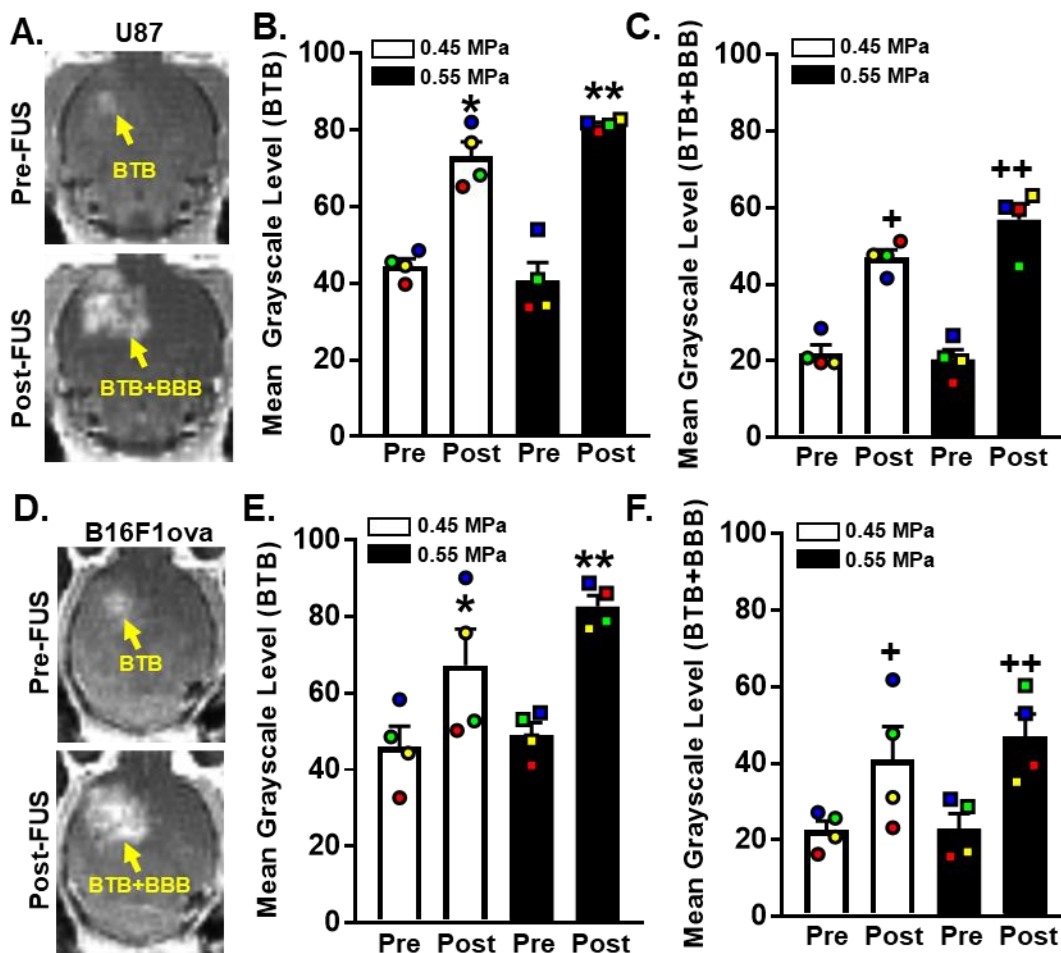 A.
U87
Pre-FUS
BTB
Post-FUS
BTB+BBB
B.
0.45 MPa
0.55 MPa
Mean Grayscale Level (BTB)
100
80
60
40
20
0
*
**
Pre Post Pre Post
C.
0.45 MPa
0.55 MPa
Mean Grayscale Level (BTB+BBB)
100
80
60
40
20
0
+
++
Pre Post Pre Post
D.
B16F1ova
Pre-FUS
BTB
Post-FUS
BTB+BBB
E.
0.45 MPa
0.55 MPa
Mean Grayscale Level (BTB)
100
80
60
40
20
0
*
**
Pre Post Pre Post
F.
0.45 MPa
0.55 MPa
Mean Grayscale Level (BTB+BBB)
100
80
60
40
20
0
+
++
Pre Post Pre Post